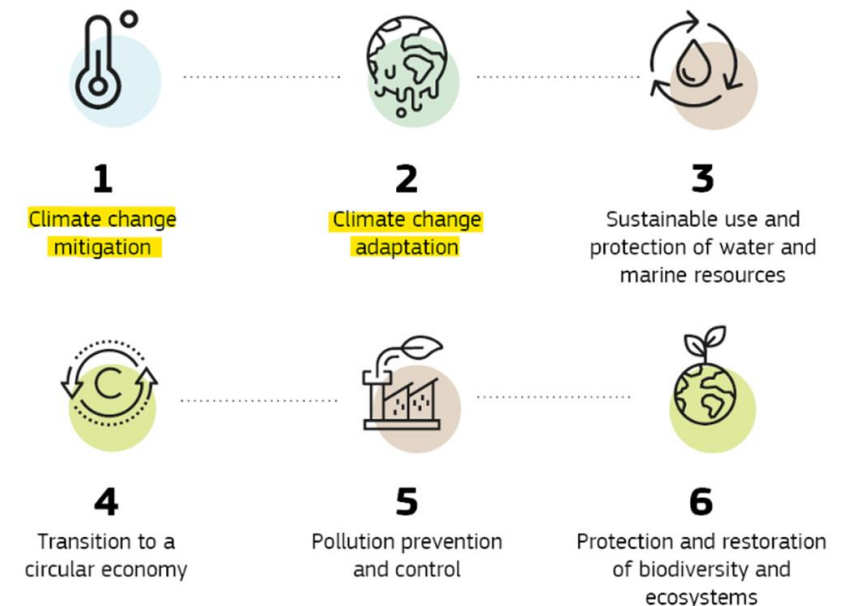 1
Climate change
mitigation
2
Climate change
adaptation
3
Sustainable use and
protection of water and
marine resources
C
4
Transition to a
circular economy
5
Pollution prevention
and control
6
Protection and restoration
of biodiversity and
ecosystems